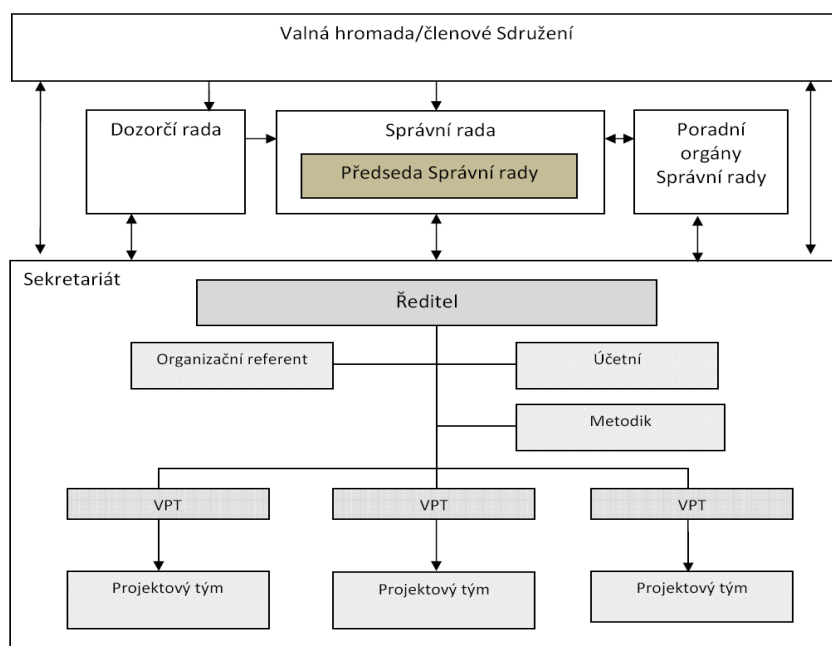 Valná hromada/členové Sdružení
Dozorčí rada
Správní rada
Předseda Správní rady
Poradní
orgány
Správní rady
Sekretariát
Ředitel
Organizační referent
Účetní
Metodik
VPT
VPT
VPT
Projektový tým
Projektový tým
Projektový tým